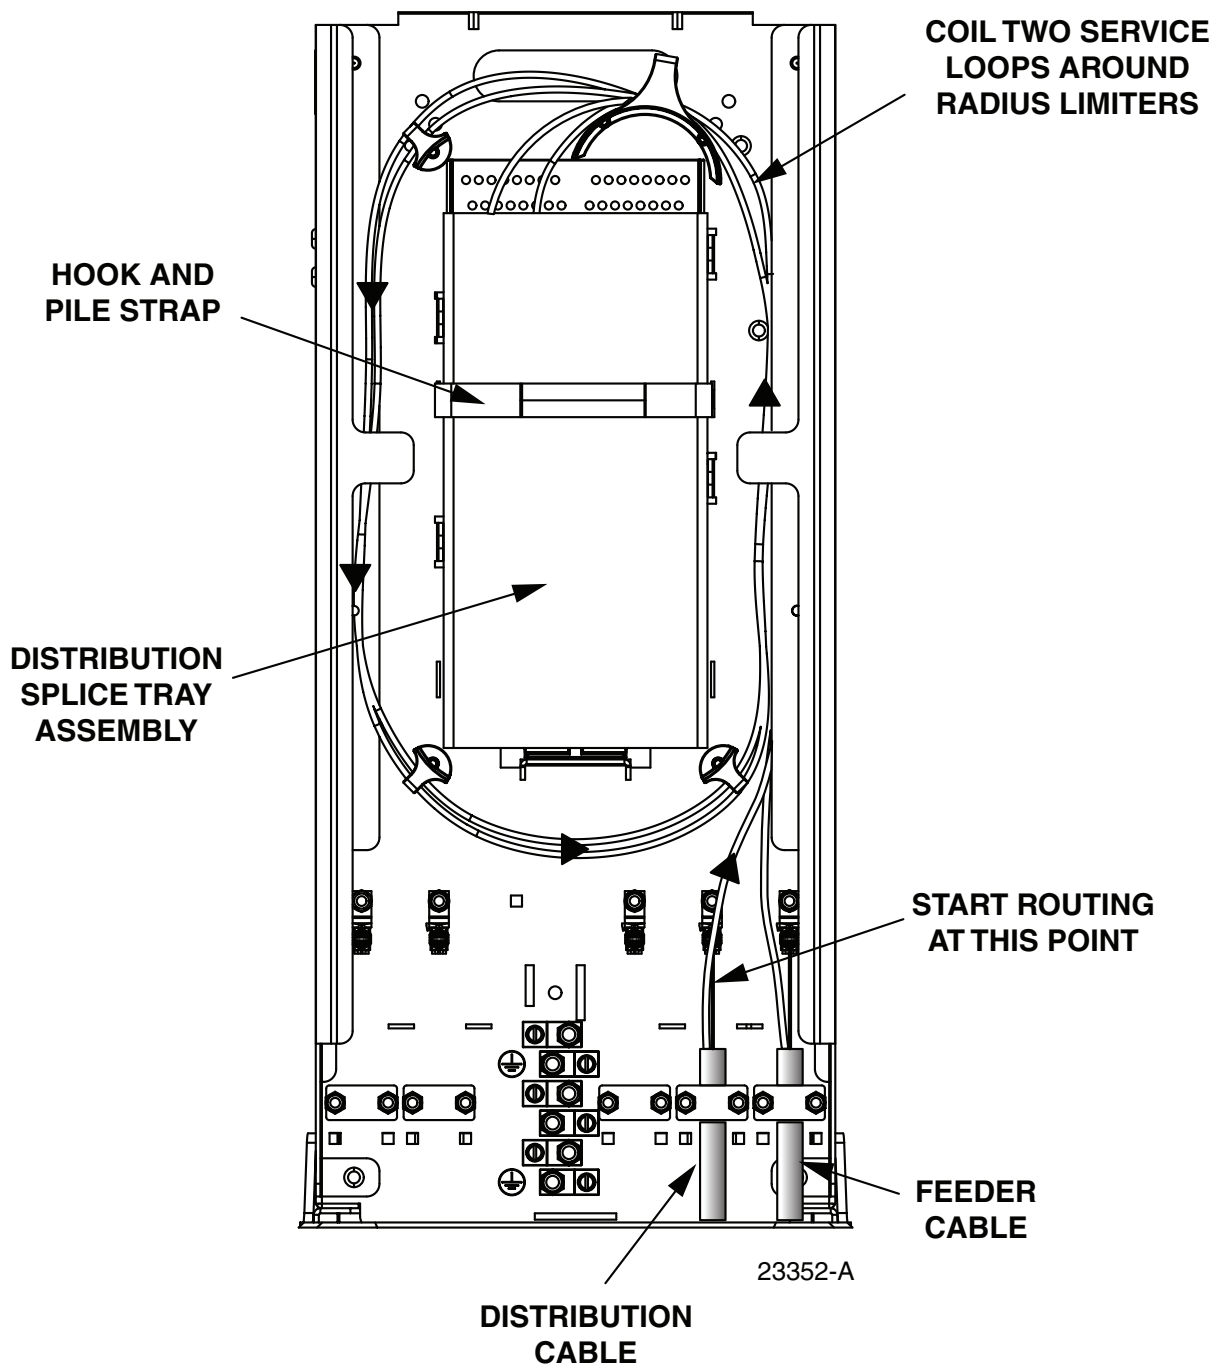 COIL TWO SERVICE
LOOPS AROUND
RADIUS LIMITERS
HOOK AND
PILE STRAP
DISTRIBUTION
SPLICE TRAY
ASSEMBLY
START ROUTING
AT THIS POINT
FEEDER
CABLE
23352-A
DISTRIBUTION
CABLE